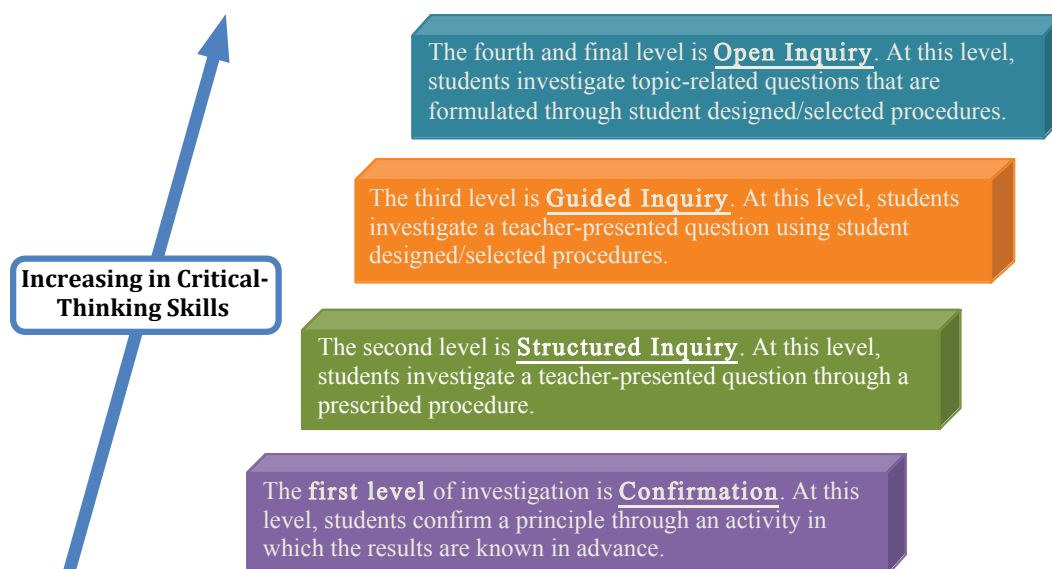 The fourth and final level is Open Inquiry. At this level,
students investigate topic-related questions that are
formulated through student designed/selected procedures.
The third level is Guided Inquiry. At this level, students
investigate a teacher-presented question using student
designed/selected procedures.
Increasing in Critical-
Thinking Skills
The second level is Structured Inquiry. At this level,
students investigate a teacher-presented question through a
prescribed procedure.
The first level of investigation is Confirmation. At this
level, students confirm a principle through an activity in
which the results are known in advance.